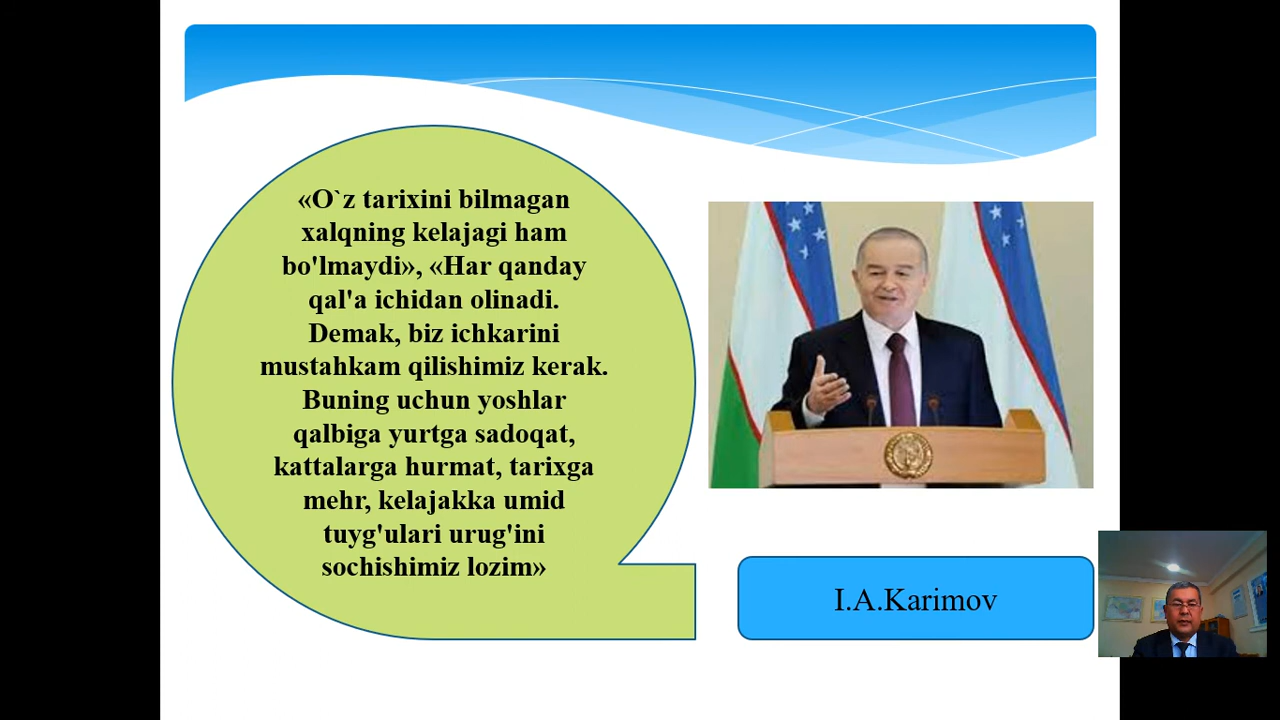 «O`z tarixini bilmagan
xalqning kelajagi ham
bo'lmaydi», «Har qanday
qal'a ichidan olinadi.
Demak, biz ichkarini
mustahkam qilishimiz kerak.
Buning uchun yoshlar
qalbiga yurtga sadoqat,
kattalarga hurmat, tarixga
mehr, kelajakka umid
tuyg'ulari urug'ini
sochishimiz lozim»
I.A.Karimov